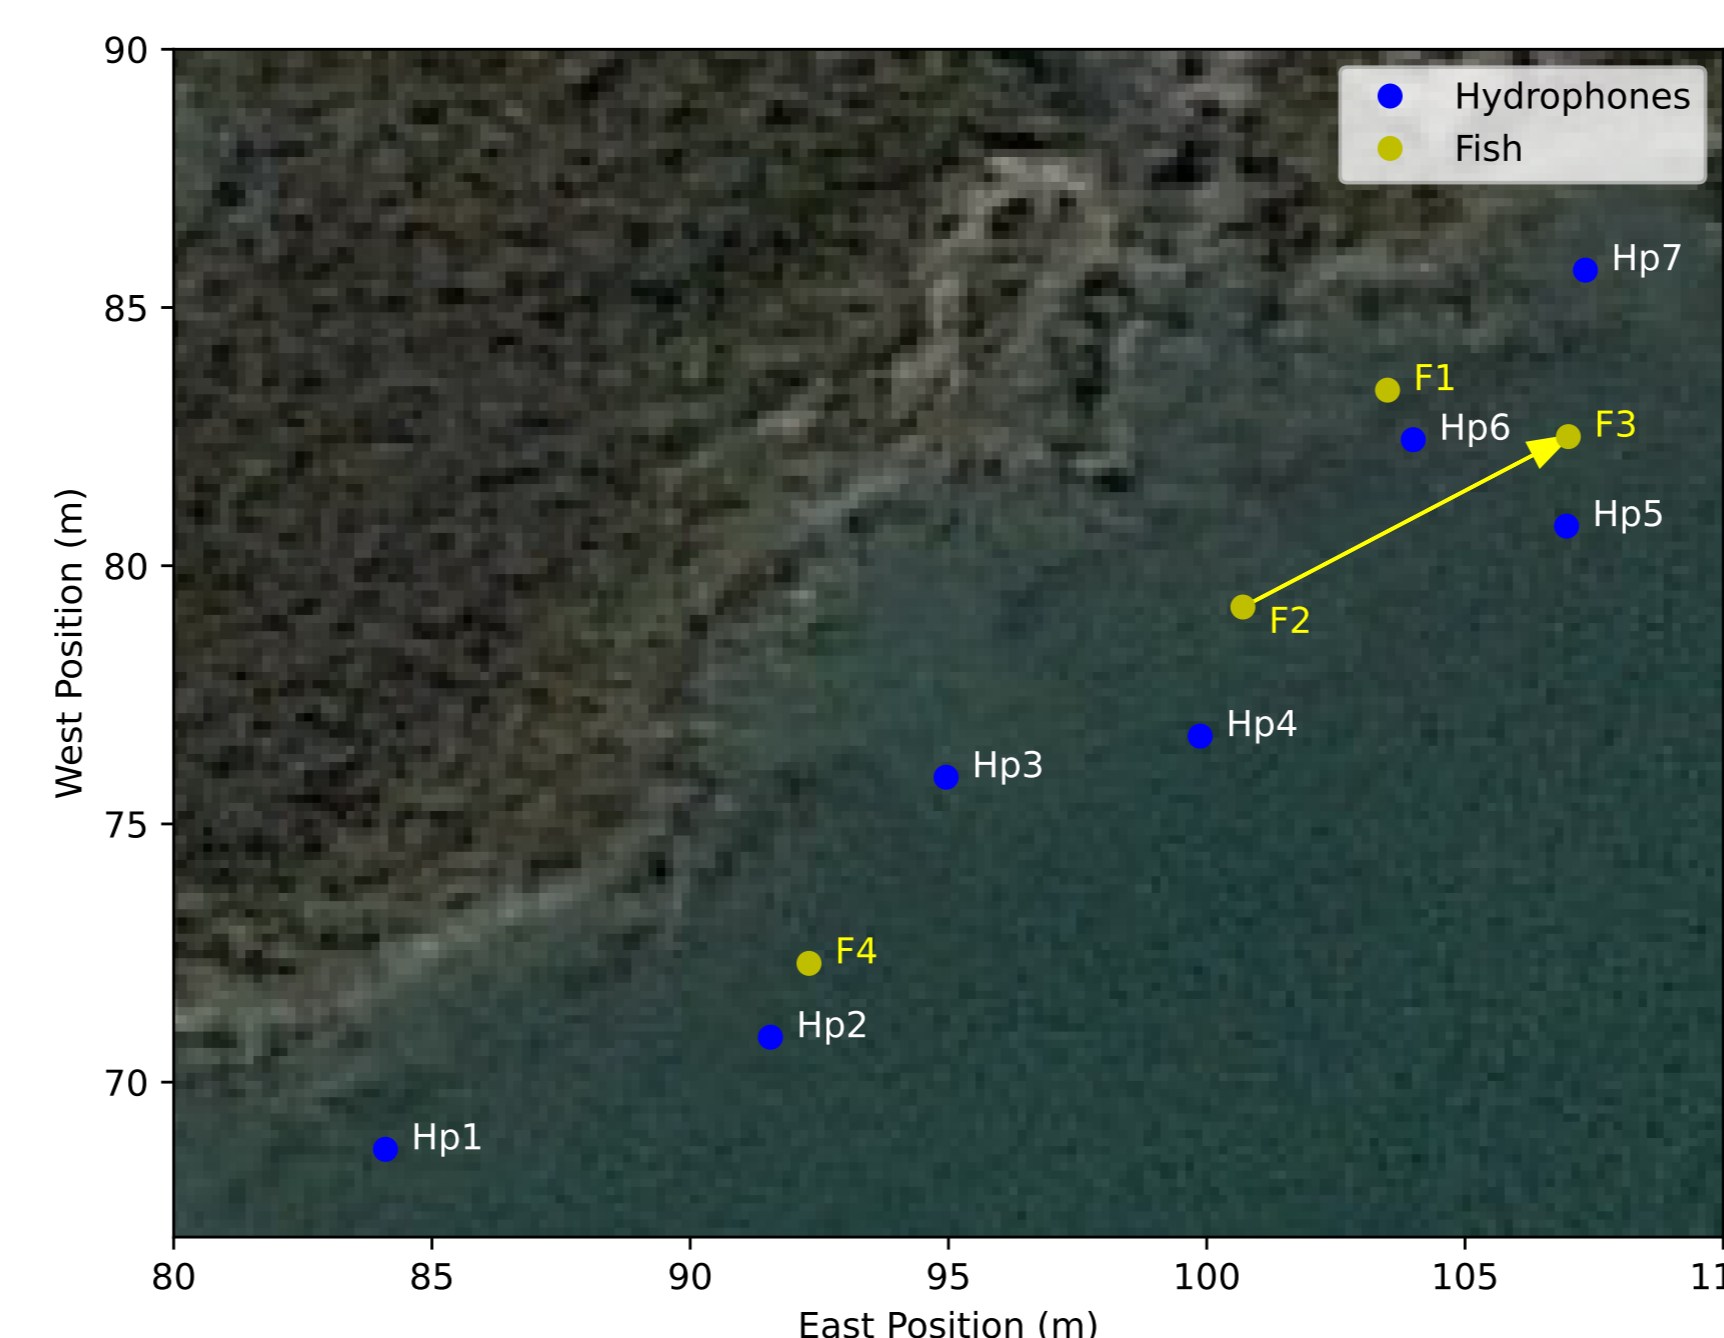 90
Hydrophones
Fish
Hp7
85
F1
Hp6
F3
Hp5
80
F2
Hp4
Hp3
75
F4
Hp2
70
Hp1
West Position (m)
80
85
90
95
100
105
11
East Position (m)